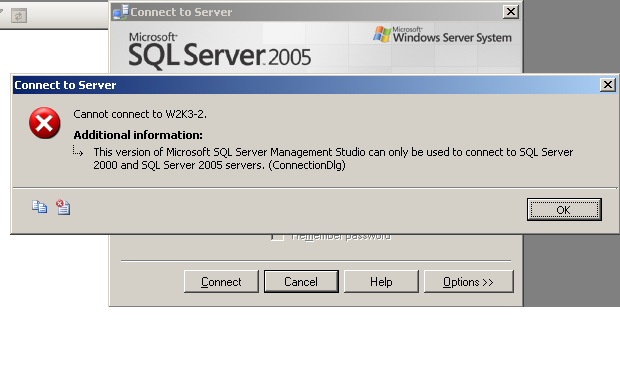 Connect to Server
Microsoft
SQL Server 2005
Microsoft
Windows Server System
Connect to Server
Cannot connect to W2K3-2.
Additional information:
This version of Microsoft SQL Server Management Studio can only be used to connect to SQL Server
2000 and SQL Server 2005 servers. (ConnectionDlg)
OK
Remember password
Connect
Cancel
Help
Options >>